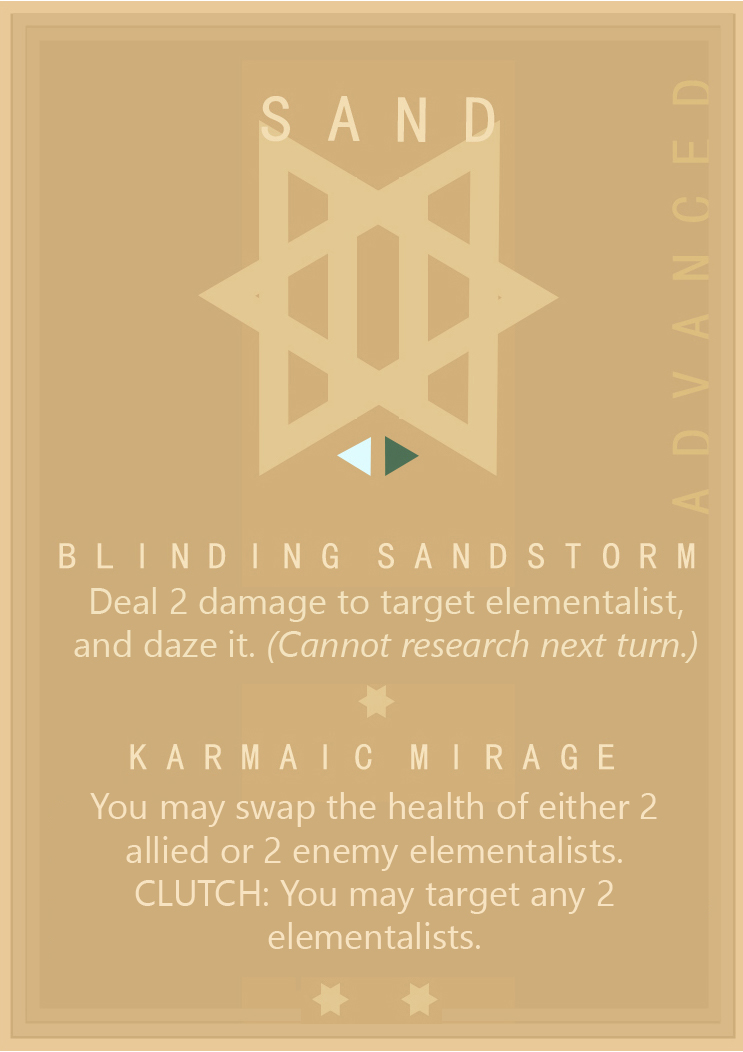 SAND
ADVANCED
BLINDING SANDSTORM
Deal 2 damage to target elementalist,
and daze it. (Cannot research next turn.)
KARMAIC MIRAGE
You may swap the health of either 2
allied or 2 enemy elementalists.
CLUTCH: You may target any 2
elementalists.